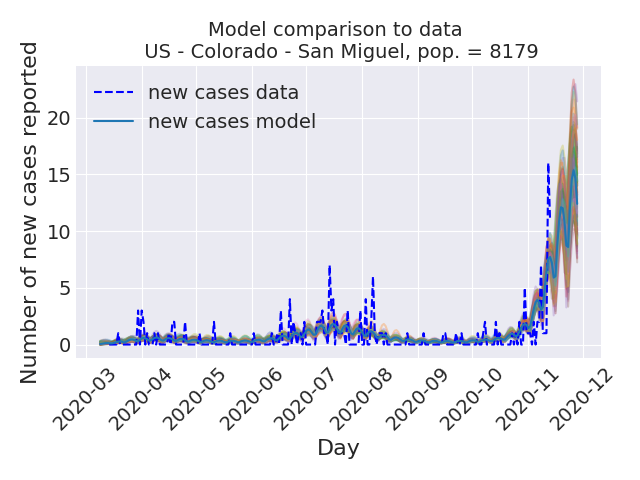 Model comparison to data
US - Colorado - San Miguel, pop. = 8179
new cases data
new cases model
Number of new cases reported
20
15
10
5
0
2020-03
2020-04
2020-05
2020-06
2020-07
2020-08
2020-09
2020-10
2020-11
2020-12
Day